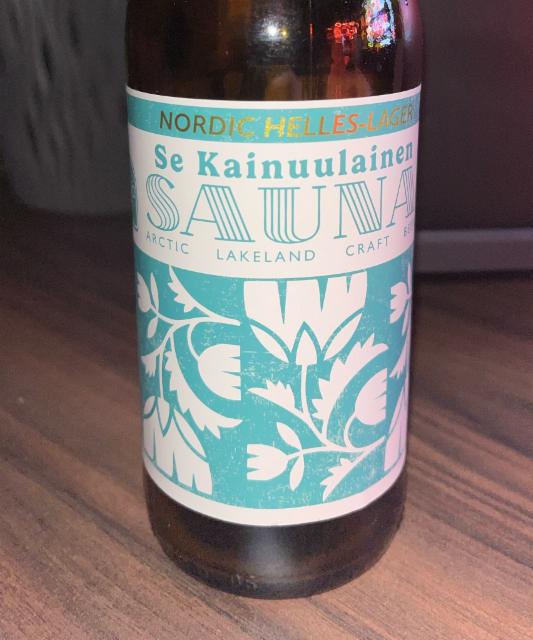 NORDIC HELLES-LAGER
Se Kainuulainen
SAUNA
ARCTIC LAKELAND CRAFT